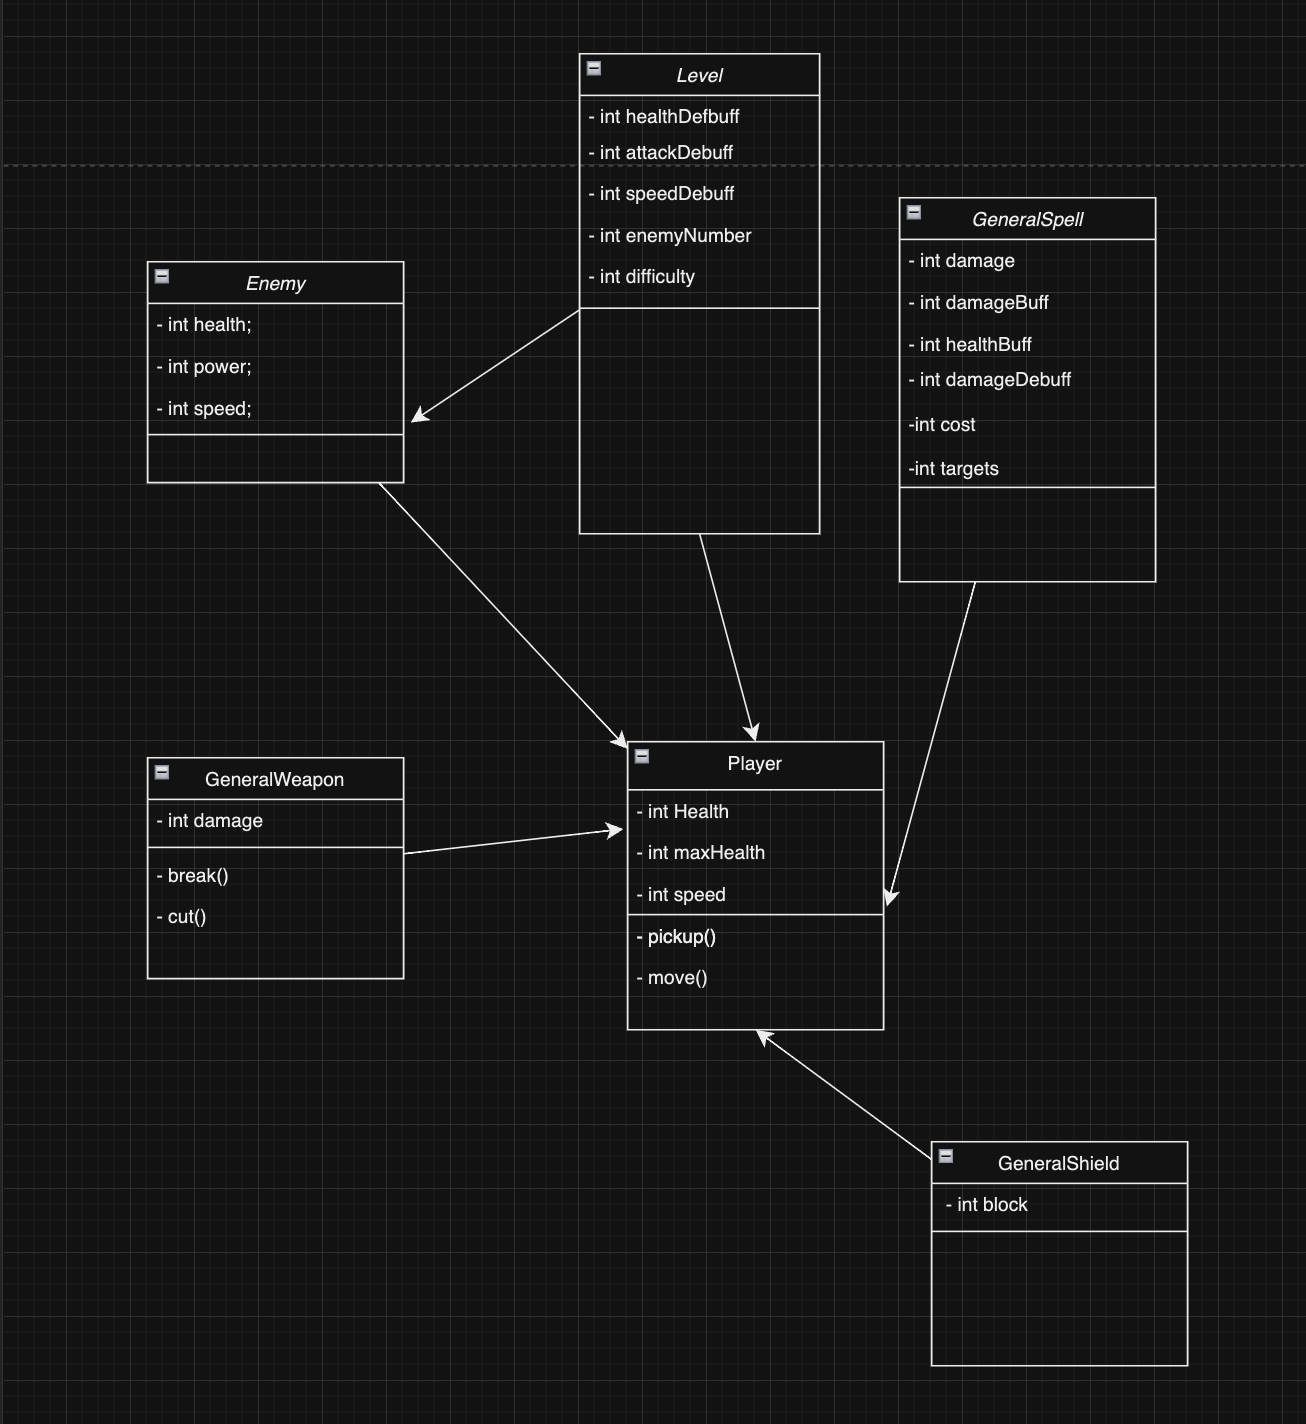 Level
- int healthDefbuff
- int attackDebuff
- int speedDebuff
- int enemyNumber
- int difficulty
GeneralSpell
- int damage
- int damageBuff
- int healthBuff
- int damageDebuff
-int cost
-int targets
Enemy
- int health;
- int power;
- int speed;
GeneralWeapon
- int damage
- break()
- cut()
Player
- int Health
- int maxHealth
- int speed
- pickup()
- move()
GeneralShield
- int block